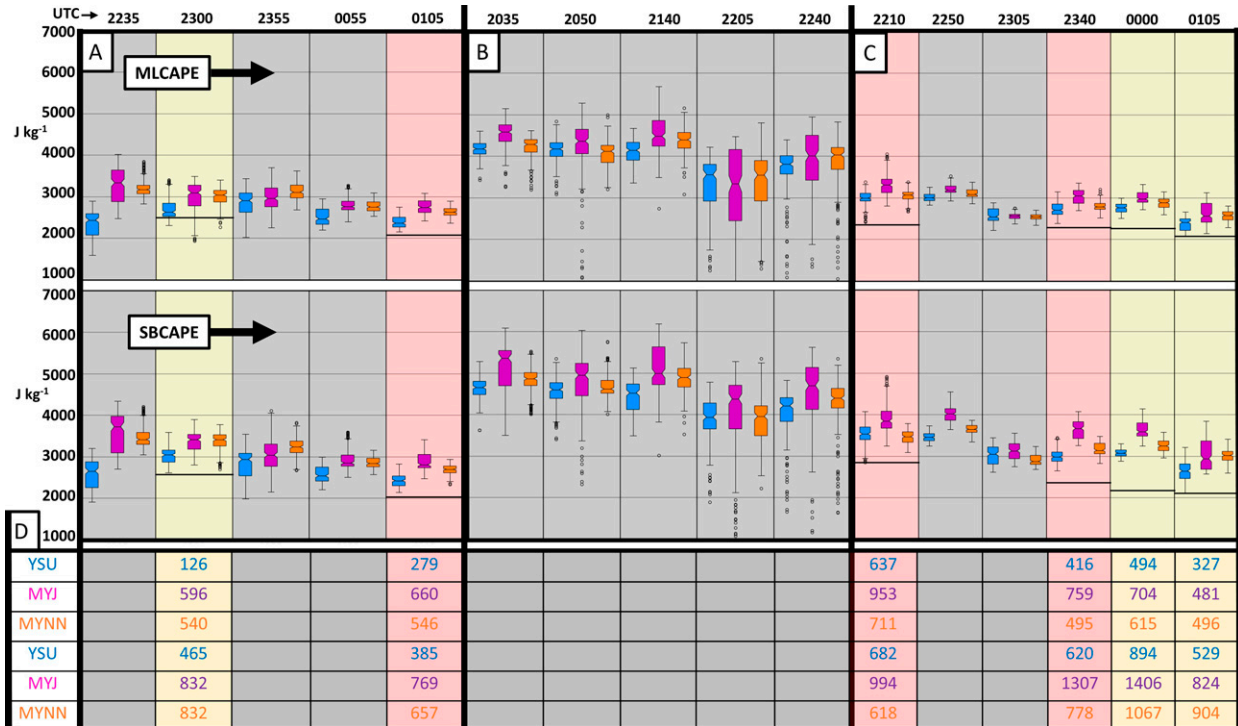 UTC→ 2235 2300 2355 0055 0105 2035 2050 2140 2205 2240 2210 2250 2305 2340 0000 0105
7000
A B C
MLCAPE
6000
5000
J kg-1
4000
3000
2000
1000
7000
SBCAPE
6000
5000
J kg-1
4000
3000
2000
1000
D
YSU 126 279 637 416 494 327
MYJ 596 660 953 759 704 481
MYNN 540 546 711 495 615 496
YSU 465 385 682 620 894 529
MYJ 832 769 994 1307 1406 824
MYNN 832 657 618 778 1067 904